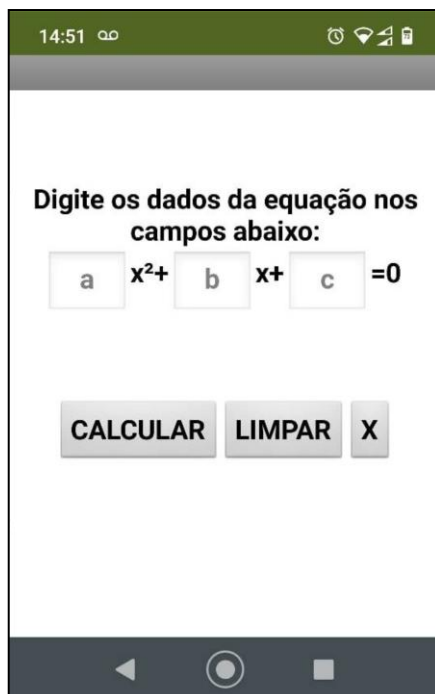 14:51
Digite os dados da equação nos
campos abaixo:
a x²+ b x+ c =0
CALCULAR LIMPAR X